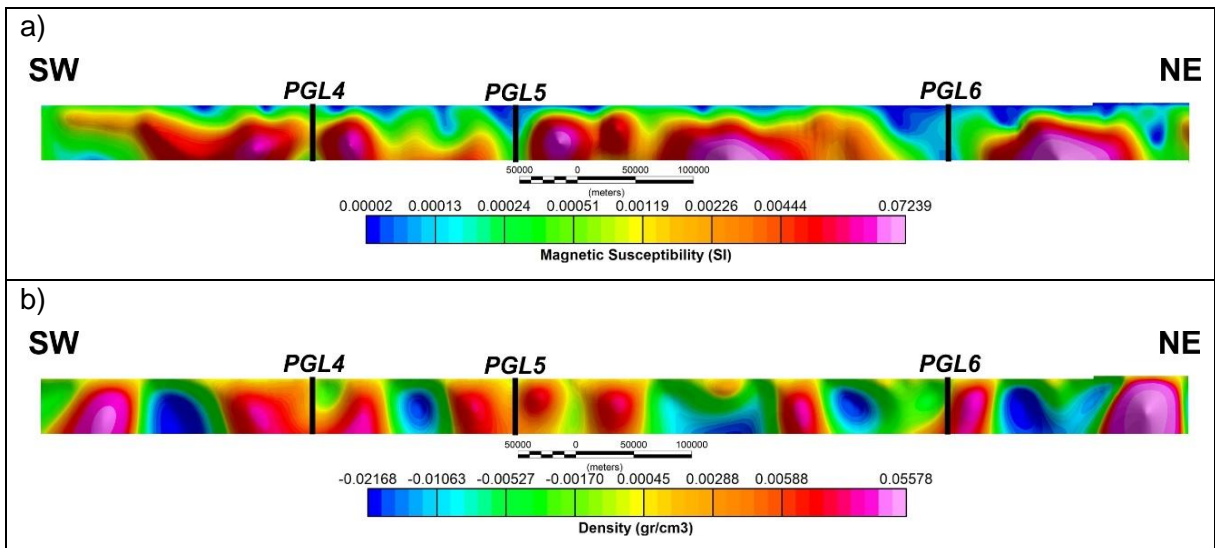 a)
SW NE
PGL4 PGL5 PGL6
50000 0 50000 100000
(meters)
0.00002 0.00013 0.00024 0.00051 0.00119 0.00226 0.00444 0.07239
Magnetic Susceptibility (SI)
b)
SW NE
PGL4 PGL5 PGL6
50000 0 50000 100000
(meters)
-0.02168 -0.01063 -0.00527 -0.00170 0.00045 0.00288 0.00588 0.05578
Density (gr/cm3)